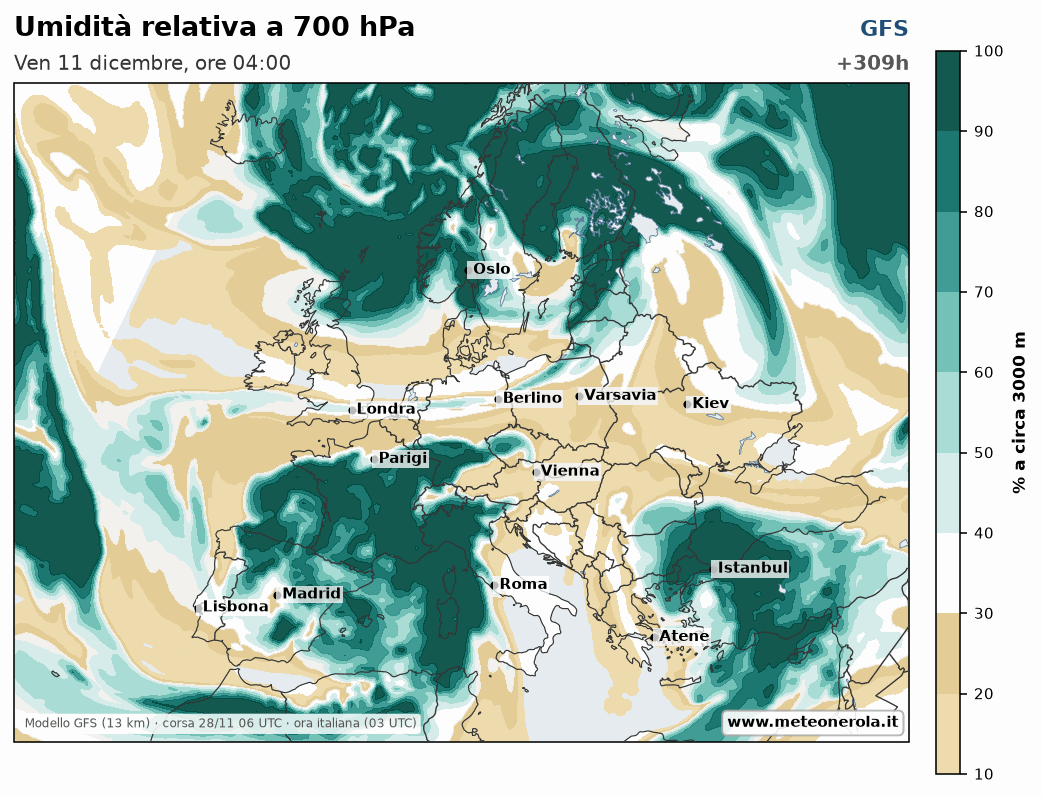 Umidità relativa a 700 hPa
GFS
Ven 11 dicembre, ore 04:00
+309h
100
90
80
70
60
50
40
30
20
10
% a circa 3000 m
Oslo
Londra
Berlino
Varsavia
Kiev
Parigi
Vienna
Istanbul
Roma
Madrid
Lisbona
Atene
Modello GFS (13 km) · corsa 28/11 06 UTC · ora italiana (03 UTC)
www.meteonerola.it